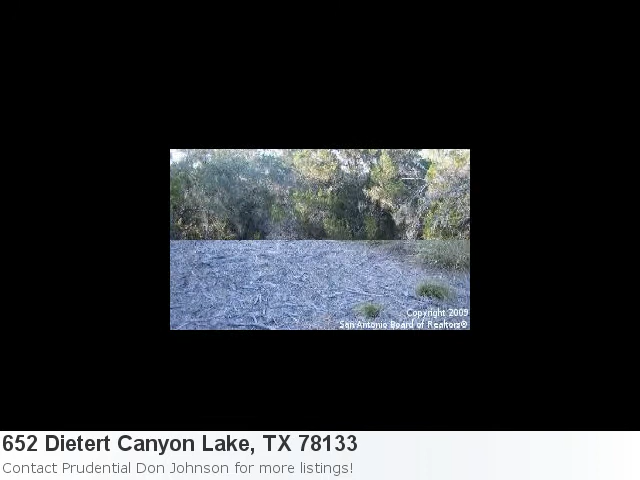 Copyright 2009
San Antonio Board of Realtors®
652 Dietert Canyon Lake, TX 78133
Contact Prudential Don Johnson for more listings!